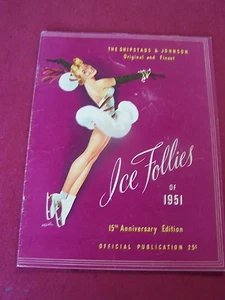 THE SHIPSTADS & JOHNSON
Original and Finest
Ice Follies
OF
1951
15th Anniversary Edition
OFFICIAL PUBLICATION 25¢